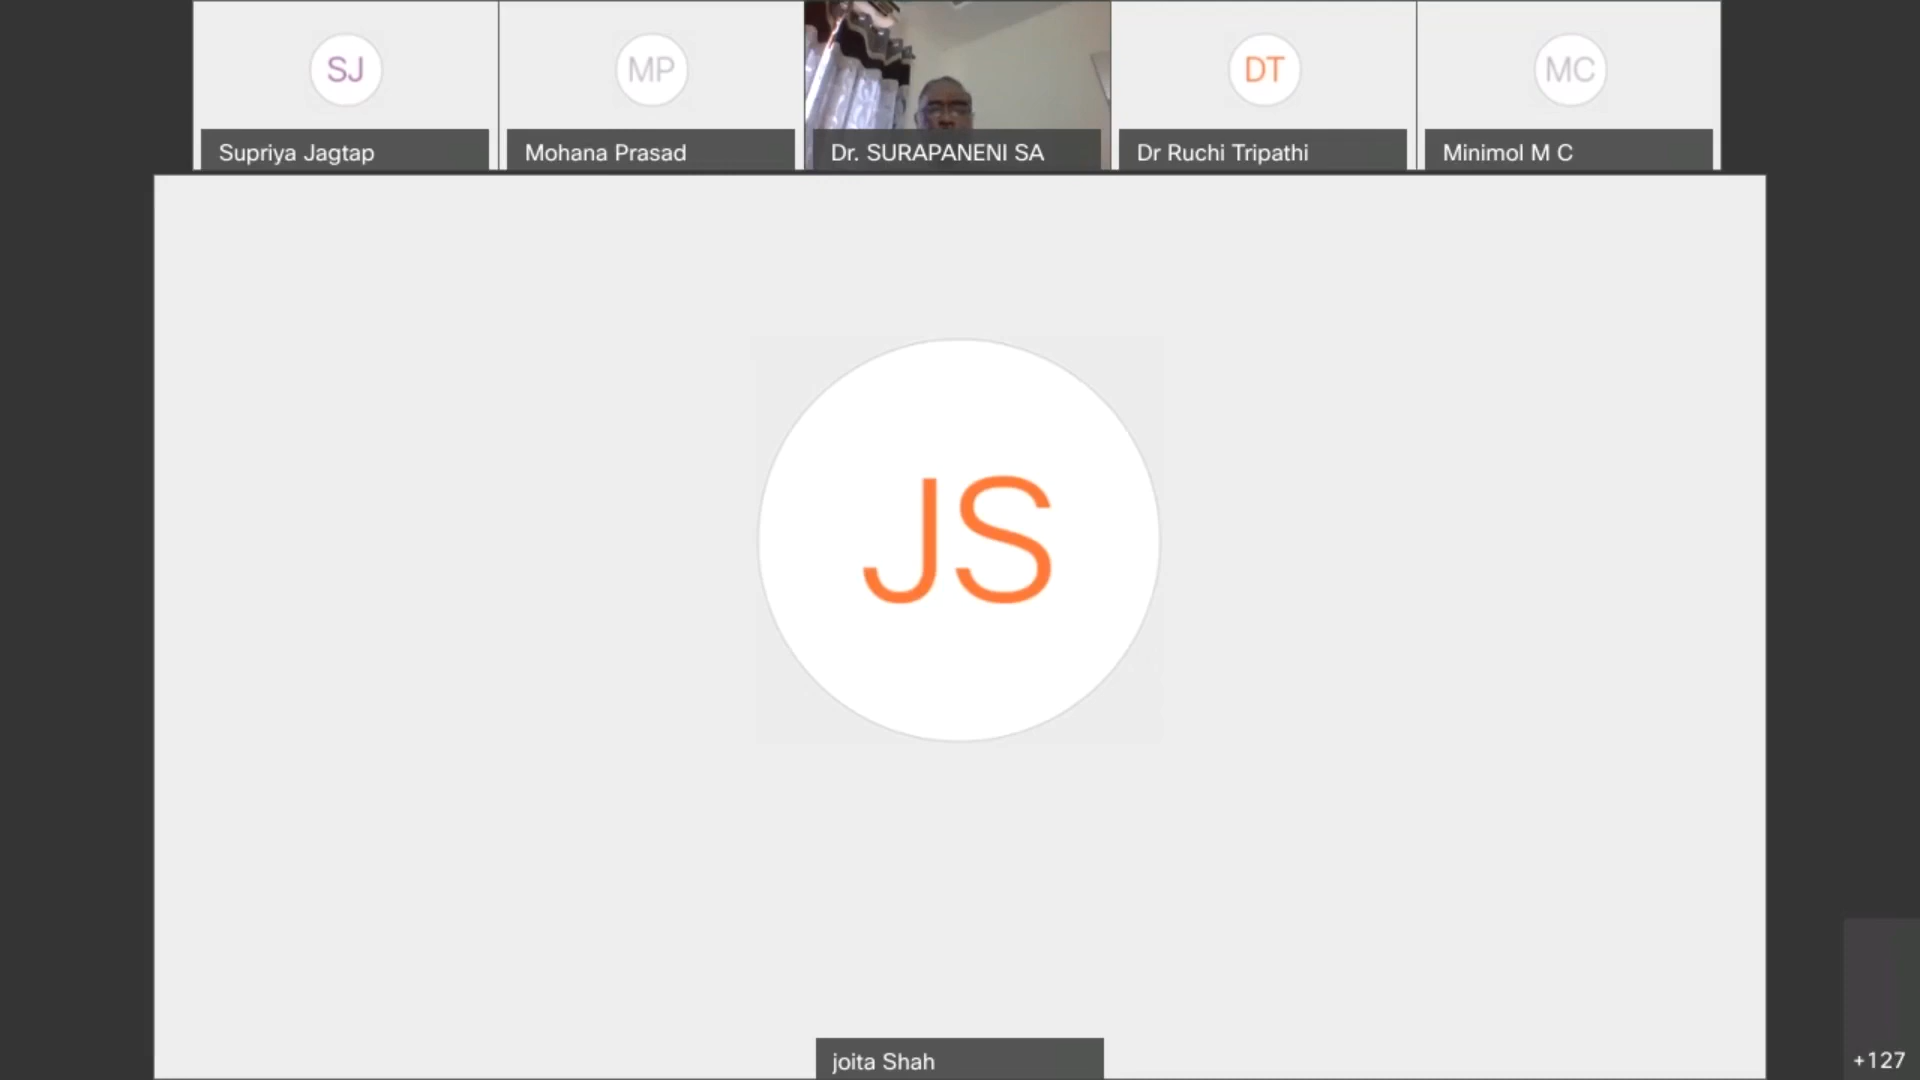 SJ
Supriya Jagtap
MP
Mohana Prasad
Dr. SURAPANENI SA
DT
Dr Ruchi Tripathi
MC
Minimol M C
JS
joita Shah
+127